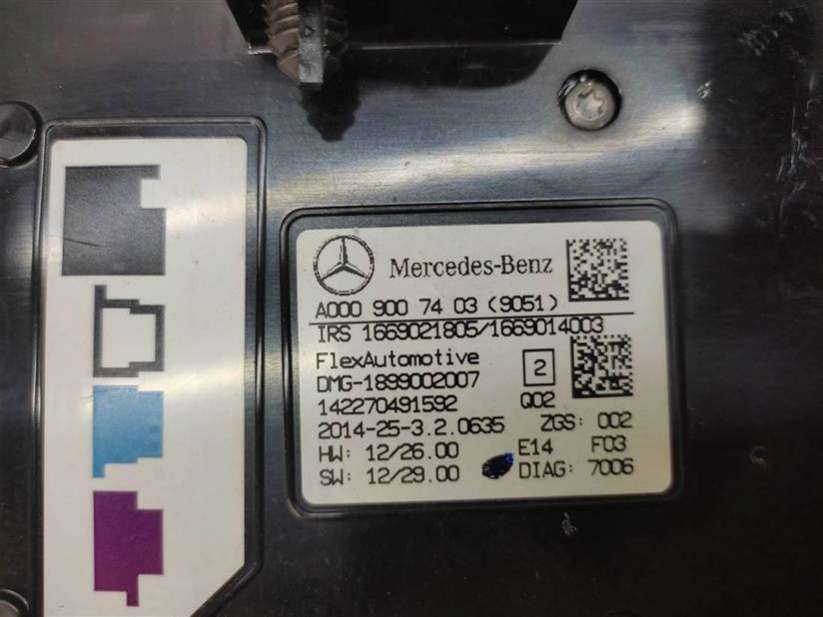 Mercedes-Benz
A000 900 74 03 (9051)
IRS 1669021805/1669014003
FlexAutomotive
DMG-1899002007 2
142270491592 Q02
2014-25-3.2.0635 ZGS: 002
HW: 12/26.00 E14 F03
SW: 12/29.00 DIAG: 7006